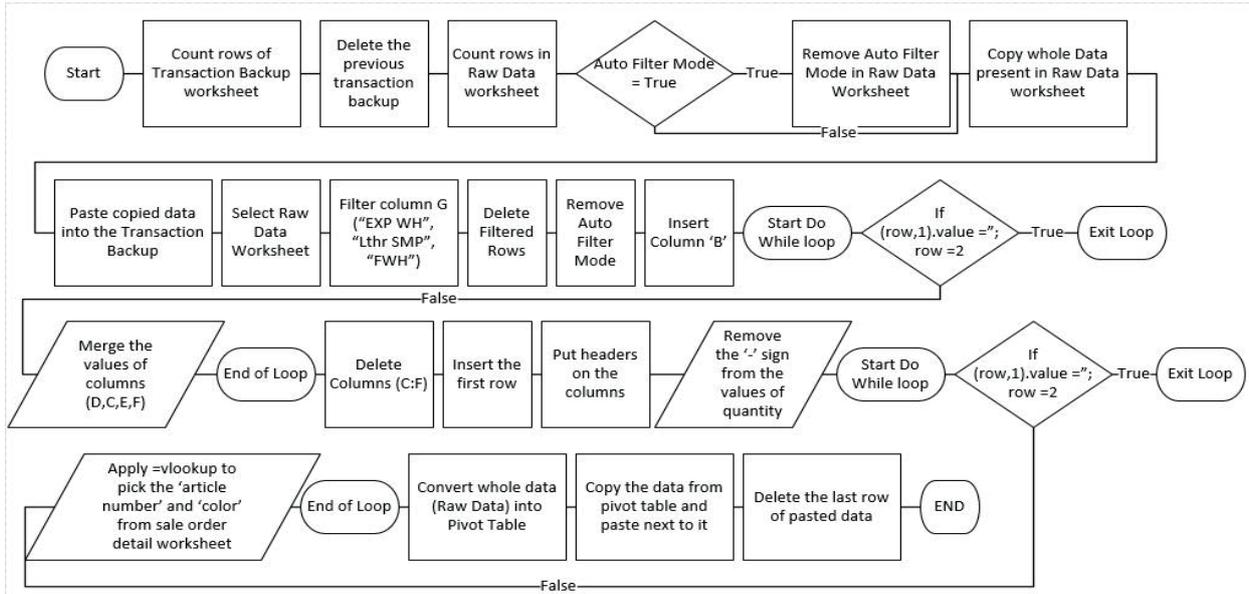 Start
Count rows of
Transaction Backup
worksheet
Delete the
previous
transaction
backup
Count rows in
Raw Data
worksheet
Auto Filter Mode
= True
True
Remove Auto Filter
Mode in Raw Data
Worksheet
False
Copy whole Data
present in Raw Data
worksheet
Paste copied data
into the Transaction
Backup
Select Raw
Data
Worksheet
Filter column G
(“EXP WH”,
“Lthr SMP”,
“FWH”)
Delete
Filtered
Rows
Remove
Auto
Filter
Mode
Insert
Column ‘B’
Start Do
While loop
If
(row,1).value =”;
row =2
True
Exit Loop
False
Merge the
values of
columns
(D,C,E,F)
End of Loop
Delete
Columns (C:F)
Insert the
first row
Put headers
on the
columns
Remove
the ‘-’ sign
from the
values of
quantity
Start Do
While loop
If
(row,1).value =”;
row =2
True
Exit Loop
Apply =vlookup to
pick the ‘article
number’ and ‘color’
from sale order
detail worksheet
End of Loop
Convert whole data
(Raw Data) into
Pivot Table
Copy the data from
pivot table and
paste next to it
Delete the last row
of pasted data
END
False